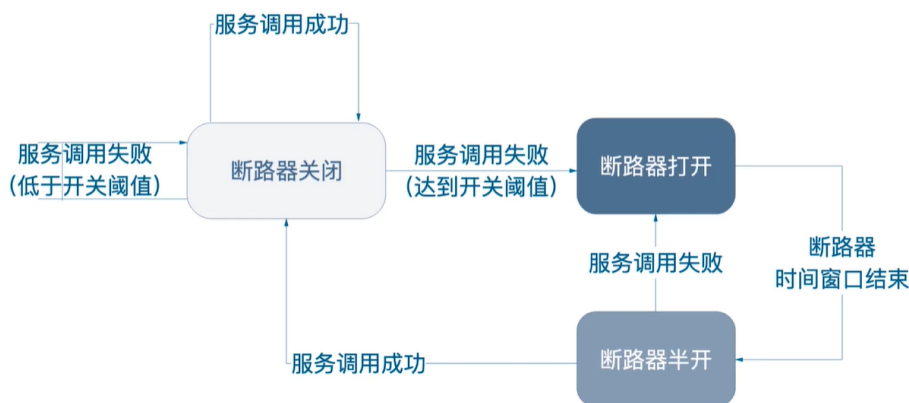 服务调用成功
服务调用失败
(低于开关阈值)
断路器关闭
服务调用失败
(达到开关阈值)
断路器打开
服务调用失败
断路器
时间窗口结束
服务调用成功
断路器半开